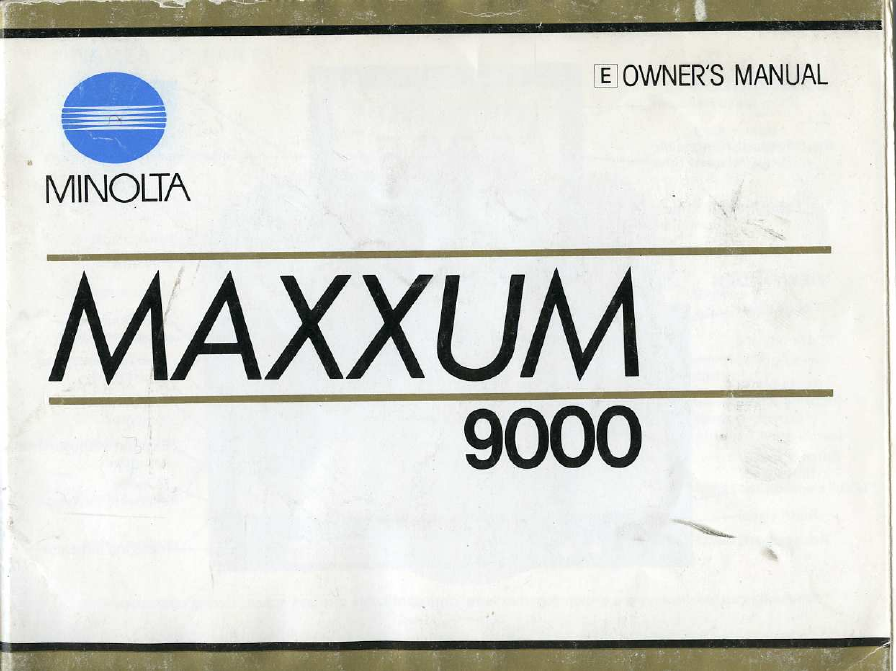 E OWNER'S MANUAL
MINOLTA
MAXXUM
9000